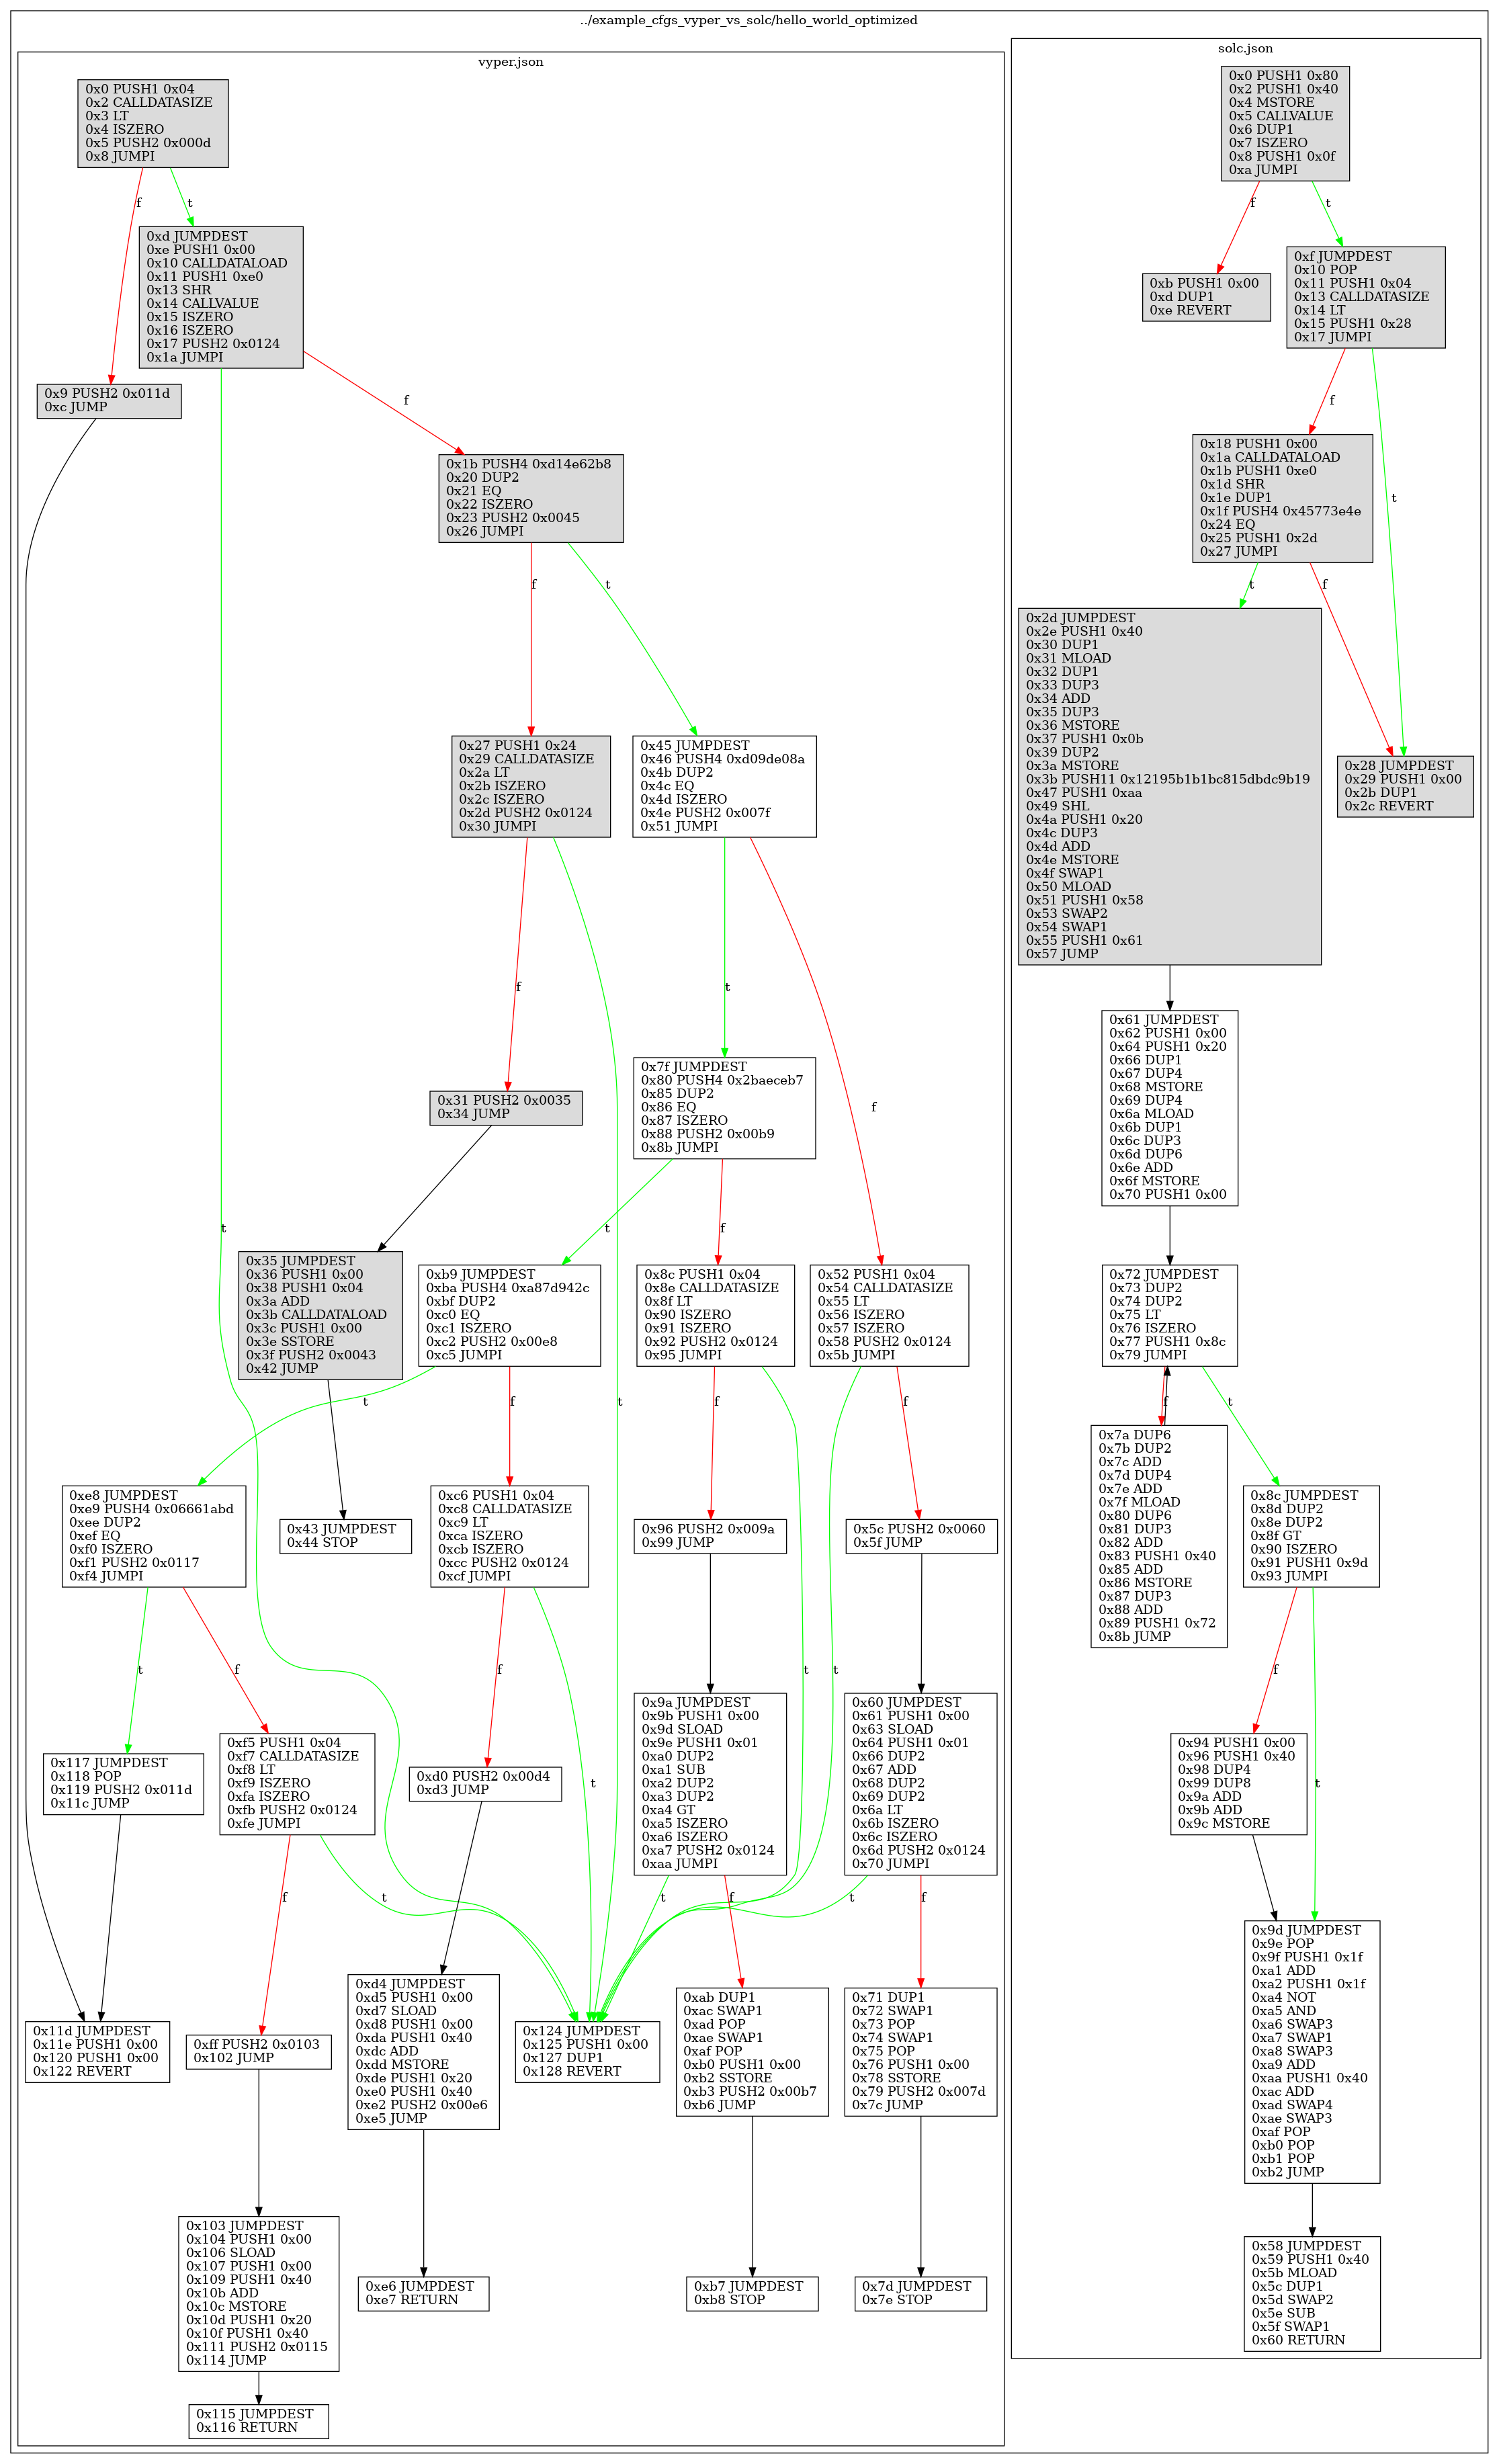 ../example_cfgs_vyper_vs_solc/hello_world_optimized
vyper.json
0x0 PUSH1 0x04
0x2 CALLDATASIZE
0x3 LT
0x4 ISZERO
0x5 PUSH2 0x000d
0x8 JUMPI
f
t
0xd JUMPDEST
0xe PUSH1 0x00
0x10 CALLDATALOAD
0x11 PUSH1 0xe0
0x13 SHR
0x14 CALLVALUE
0x15 ISZERO
0x16 ISZERO
0x17 PUSH2 0x0124
0x1a JUMPI
0x9 PUSH2 0x011d
0xc JUMP
f
t
0x1b PUSH4 0xd14e62b8
0x20 DUP2
0x21 EQ
0x22 ISZERO
0x23 PUSH2 0x0045
0x26 JUMPI
f
t
0x27 PUSH1 0x24
0x29 CALLDATASIZE
0x2a LT
0x2b ISZERO
0x2c ISZERO
0x2d PUSH2 0x0124
0x30 JUMPI
0x45 JUMPDEST
0x46 PUSH4 0xd09de08a
0x4b DUP2
0x4c EQ
0x4d ISZERO
0x4e PUSH2 0x007f
0x51 JUMPI
f
t
t
f
0x31 PUSH2 0x0035
0x34 JUMP
0x7f JUMPDEST
0x80 PUSH4 0x2baeceb7
0x85 DUP2
0x86 EQ
0x87 ISZERO
0x88 PUSH2 0x00b9
0x8b JUMPI
t
f
0x35 JUMPDEST
0x36 PUSH1 0x00
0x38 PUSH1 0x04
0x3a ADD
0x3b CALLDATALOAD
0x3c PUSH1 0x00
0x3e SSTORE
0x3f PUSH2 0x0043
0x42 JUMP
0xb9 JUMPDEST
0xba PUSH4 0xa87d942c
0xbf DUP2
0xc0 EQ
0xc1 ISZERO
0xc2 PUSH2 0x00e8
0xc5 JUMPI
0x8c PUSH1 0x04
0x8e CALLDATASIZE
0x8f LT
0x90 ISZERO
0x91 ISZERO
0x92 PUSH2 0x0124
0x95 JUMPI
0x52 PUSH1 0x04
0x54 CALLDATASIZE
0x55 LT
0x56 ISZERO
0x57 ISZERO
0x58 PUSH2 0x0124
0x5b JUMPI
t
f
f
t
f
t
0xe8 JUMPDEST
0xe9 PUSH4 0x06661abd
0xee DUP2
0xef EQ
0xf0 ISZERO
0xf1 PUSH2 0x0117
0xf4 JUMPI
0x43 JUMPDEST
0x44 STOP
0xc6 PUSH1 0x04
0xc8 CALLDATASIZE
0xc9 LT
0xca ISZERO
0xcb ISZERO
0xcc PUSH2 0x0124
0xcf JUMPI
0x96 PUSH2 0x009a
0x99 JUMP
0x5c PUSH2 0x0060
0x5f JUMP
t
f
f
t
0x117 JUMPDEST
0x118 POP
0x119 PUSH2 0x011d
0x11c JUMP
0xf5 PUSH1 0x04
0xf7 CALLDATASIZE
0xf8 LT
0xf9 ISZERO
0xfa ISZERO
0xfb PUSH2 0x0124
0xfe JUMPI
0xd0 PUSH2 0x00d4
0xd3 JUMP
0x9a JUMPDEST
0x9b PUSH1 0x00
0x9d SLOAD
0x9e PUSH1 0x01
0xa0 DUP2
0xa1 SUB
0xa2 DUP2
0xa3 DUP2
0xa4 GT
0xa5 ISZERO
0xa6 ISZERO
0xa7 PUSH2 0x0124
0xaa JUMPI
0x60 JUMPDEST
0x61 PUSH1 0x00
0x63 SLOAD
0x64 PUSH1 0x01
0x66 DUP2
0x67 ADD
0x68 DUP2
0x69 DUP2
0x6a LT
0x6b ISZERO
0x6c ISZERO
0x6d PUSH2 0x0124
0x70 JUMPI
f
t
t
f
t
f
0x11d JUMPDEST
0x11e PUSH1 0x00
0x120 PUSH1 0x00
0x122 REVERT
0xff PUSH2 0x0103
0x102 JUMP
0xd4 JUMPDEST
0xd5 PUSH1 0x00
0xd7 SLOAD
0xd8 PUSH1 0x00
0xda PUSH1 0x40
0xdc ADD
0xdd MSTORE
0xde PUSH1 0x20
0xe0 PUSH1 0x40
0xe2 PUSH2 0x00e6
0xe5 JUMP
0x124 JUMPDEST
0x125 PUSH1 0x00
0x127 DUP1
0x128 REVERT
0xab DUP1
0xac SWAP1
0xad POP
0xae SWAP1
0xaf POP
0xb0 PUSH1 0x00
0xb2 SSTORE
0xb3 PUSH2 0x00b7
0xb6 JUMP
0x71 DUP1
0x72 SWAP1
0x73 POP
0x74 SWAP1
0x75 POP
0x76 PUSH1 0x00
0x78 SSTORE
0x79 PUSH2 0x007d
0x7c JUMP
0x103 JUMPDEST
0x104 PUSH1 0x00
0x106 SLOAD
0x107 PUSH1 0x00
0x109 PUSH1 0x40
0x10b ADD
0x10c MSTORE
0x10d PUSH1 0x20
0x10f PUSH1 0x40
0x111 PUSH2 0x0115
0x114 JUMP
0xe6 JUMPDEST
0xe7 RETURN
0xb7 JUMPDEST
0xb8 STOP
0x7d JUMPDEST
0x7e STOP
0x115 JUMPDEST
0x116 RETURN
solc.json
0x0 PUSH1 0x80
0x2 PUSH1 0x40
0x4 MSTORE
0x5 CALLVALUE
0x6 DUP1
0x7 ISZERO
0x8 PUSH1 0x0f
0xa JUMPI
f
t
0xb PUSH1 0x00
0xd DUP1
0xe REVERT
0xf JUMPDEST
0x10 POP
0x11 PUSH1 0x04
0x13 CALLDATASIZE
0x14 LT
0x15 PUSH1 0x28
0x17 JUMPI
f
t
0x18 PUSH1 0x00
0x1a CALLDATALOAD
0x1b PUSH1 0xe0
0x1d SHR
0x1e DUP1
0x1f PUSH4 0x45773e4e
0x24 EQ
0x25 PUSH1 0x2d
0x27 JUMPI
t
f
0x2d JUMPDEST
0x2e PUSH1 0x40
0x30 DUP1
0x31 MLOAD
0x32 DUP1
0x33 DUP3
0x34 ADD
0x35 DUP3
0x36 MSTORE
0x37 PUSH1 0x0b
0x39 DUP2
0x3a MSTORE
0x3b PUSH11 0x12195b1b1bc815dbdc9b19
0x47 PUSH1 0xaa
0x49 SHL
0x4a PUSH1 0x20
0x4c DUP3
0x4d ADD
0x4e MSTORE
0x4f SWAP1
0x50 MLOAD
0x51 PUSH1 0x58
0x53 SWAP2
0x54 SWAP1
0x55 PUSH1 0x61
0x57 JUMP
0x28 JUMPDEST
0x29 PUSH1 0x00
0x2b DUP1
0x2c REVERT
0x61 JUMPDEST
0x62 PUSH1 0x00
0x64 PUSH1 0x20
0x66 DUP1
0x67 DUP4
0x68 MSTORE
0x69 DUP4
0x6a MLOAD
0x6b DUP1
0x6c DUP3
0x6d DUP6
0x6e ADD
0x6f MSTORE
0x70 PUSH1 0x00
0x72 JUMPDEST
0x73 DUP2
0x74 DUP2
0x75 LT
0x76 ISZERO
0x77 PUSH1 0x8c
0x79 JUMPI
f
t
0x7a DUP6
0x7b DUP2
0x7c ADD
0x7d DUP4
0x7e ADD
0x7f MLOAD
0x80 DUP6
0x81 DUP3
0x82 ADD
0x83 PUSH1 0x40
0x85 ADD
0x86 MSTORE
0x87 DUP3
0x88 ADD
0x89 PUSH1 0x72
0x8b JUMP
0x8c JUMPDEST
0x8d DUP2
0x8e DUP2
0x8f GT
0x90 ISZERO
0x91 PUSH1 0x9d
0x93 JUMPI
f
t
0x94 PUSH1 0x00
0x96 PUSH1 0x40
0x98 DUP4
0x99 DUP8
0x9a ADD
0x9b ADD
0x9c MSTORE
0x9d JUMPDEST
0x9e POP
0x9f PUSH1 0x1f
0xa1 ADD
0xa2 PUSH1 0x1f
0xa4 NOT
0xa5 AND
0xa6 SWAP3
0xa7 SWAP1
0xa8 SWAP3
0xa9 ADD
0xaa PUSH1 0x40
0xac ADD
0xad SWAP4
0xae SWAP3
0xaf POP
0xb0 POP
0xb1 POP
0xb2 JUMP
0x58 JUMPDEST
0x59 PUSH1 0x40
0x5b MLOAD
0x5c DUP1
0x5d SWAP2
0x5e SUB
0x5f SWAP1
0x60 RETURN